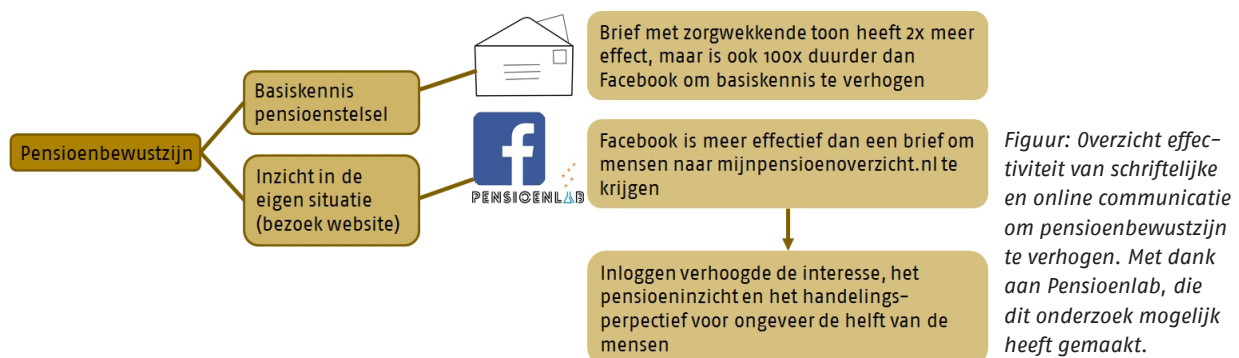 Pensioenbewustzijn
Basiskennis
pensioenstelsel
Inzicht in de
eigen situatie
(bezoek website)
f
PENSIOENLAB
Brief met zorgwekkende toon heeft 2x meer
effect, maar is ook 100x duurder dan
Facebook om basiskennis te verhogen
Facebook is meer effectief dan een brief om
mensen naar mijnpensioenoverzicht.nl te
krijgen
Inloggen verhoogde de interesse, het
pensioeninzicht en het handelings-
perpectief voor ongeveer de helft van de
mensen
Figuur: Overzicht effec-
tiviteit van schriftelijke
en online communicatie
om pensioenbewustzijn
te verhogen. Met dank
aan Pensioenlab, die
dit onderzoek mogelijk
heeft gemaakt.